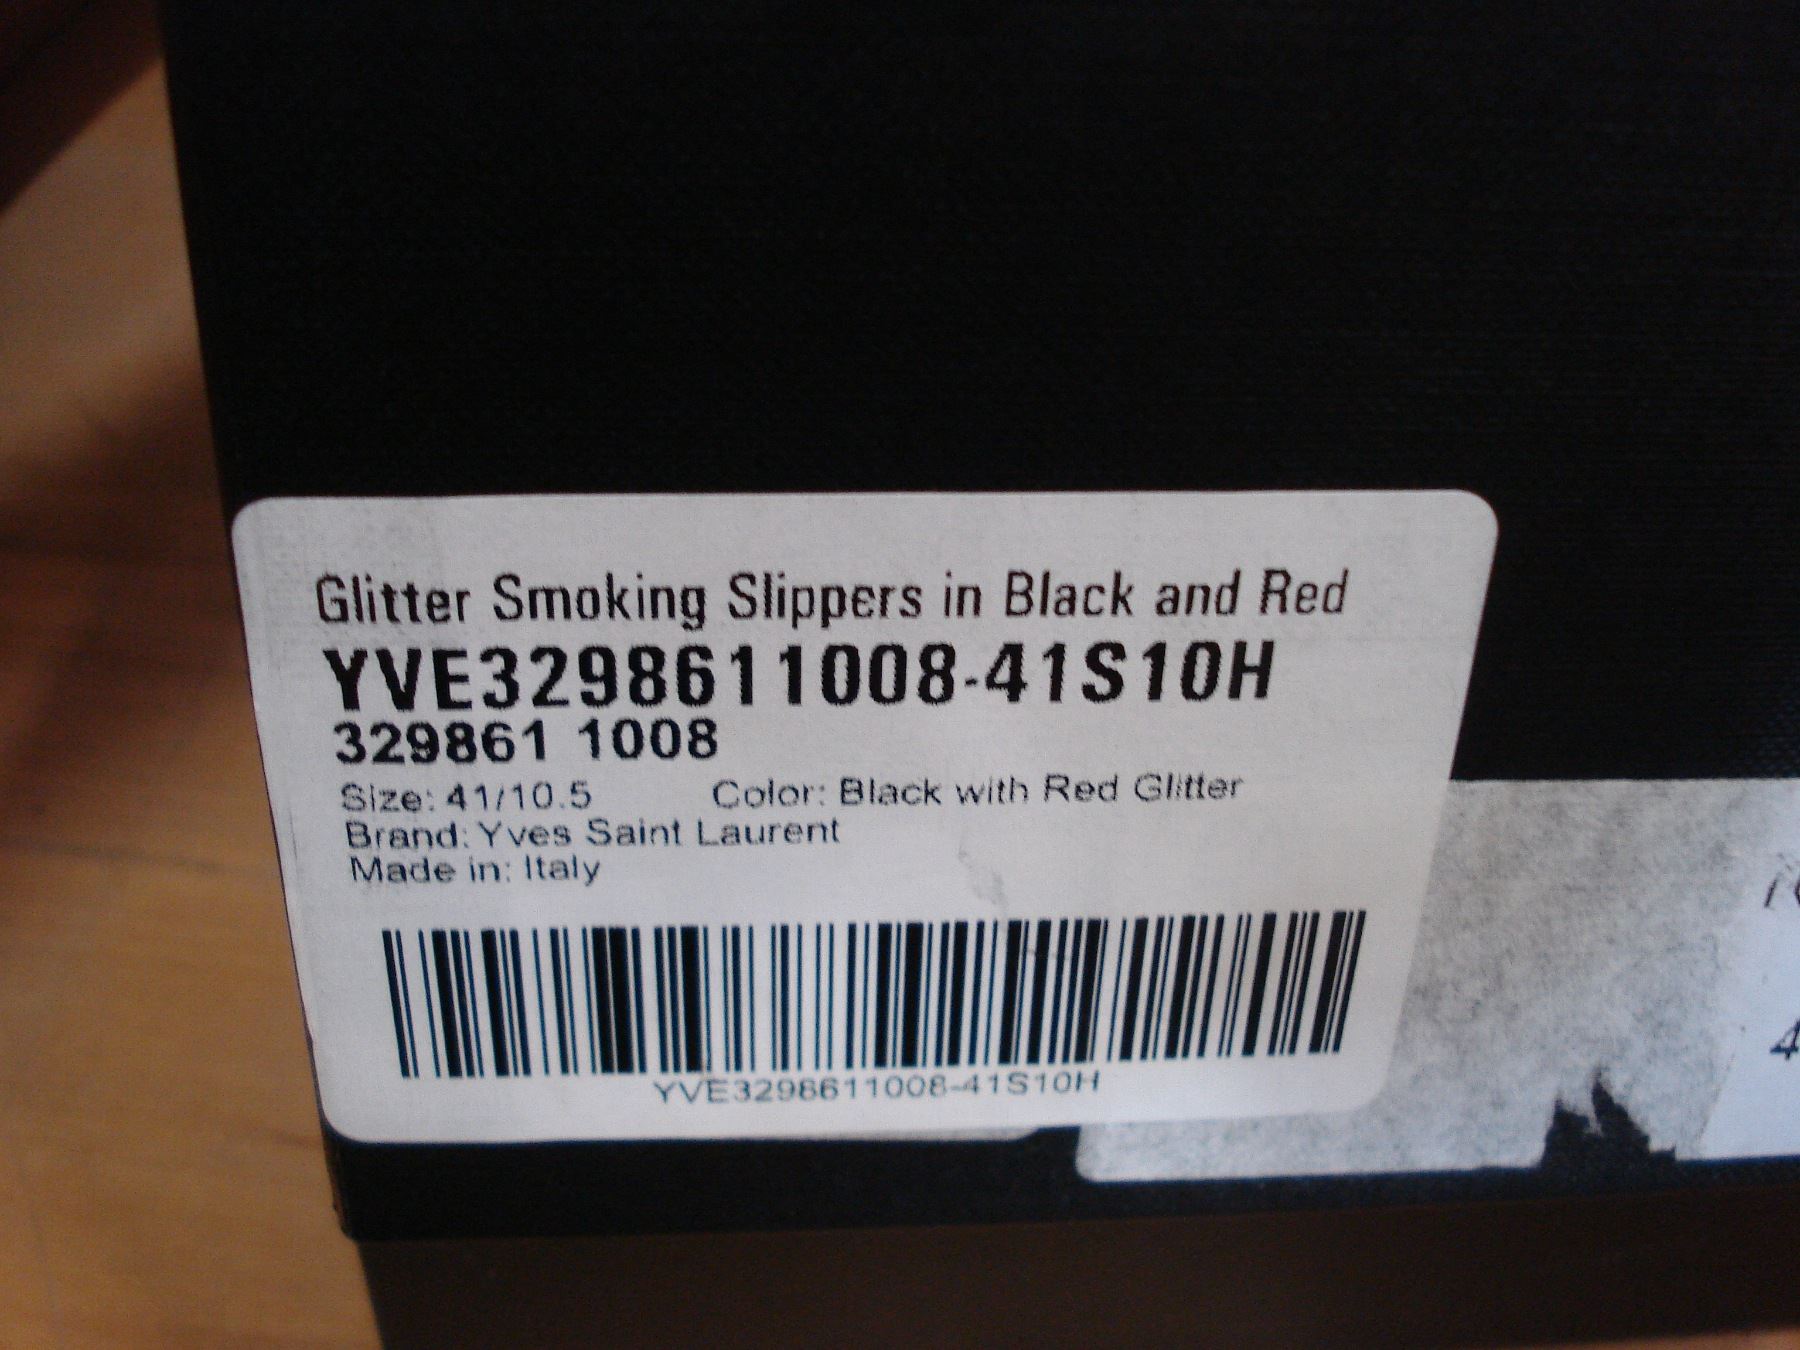 Glitter Smoking Slippers in Black and Red
YVE3298611008-41S10H
329861 1008
Size: 41/10.5 Color: Black with Red Glitter
Brand: Yves Saint Laurent
Made in: Italy
YVE3298611008-41S10H
4